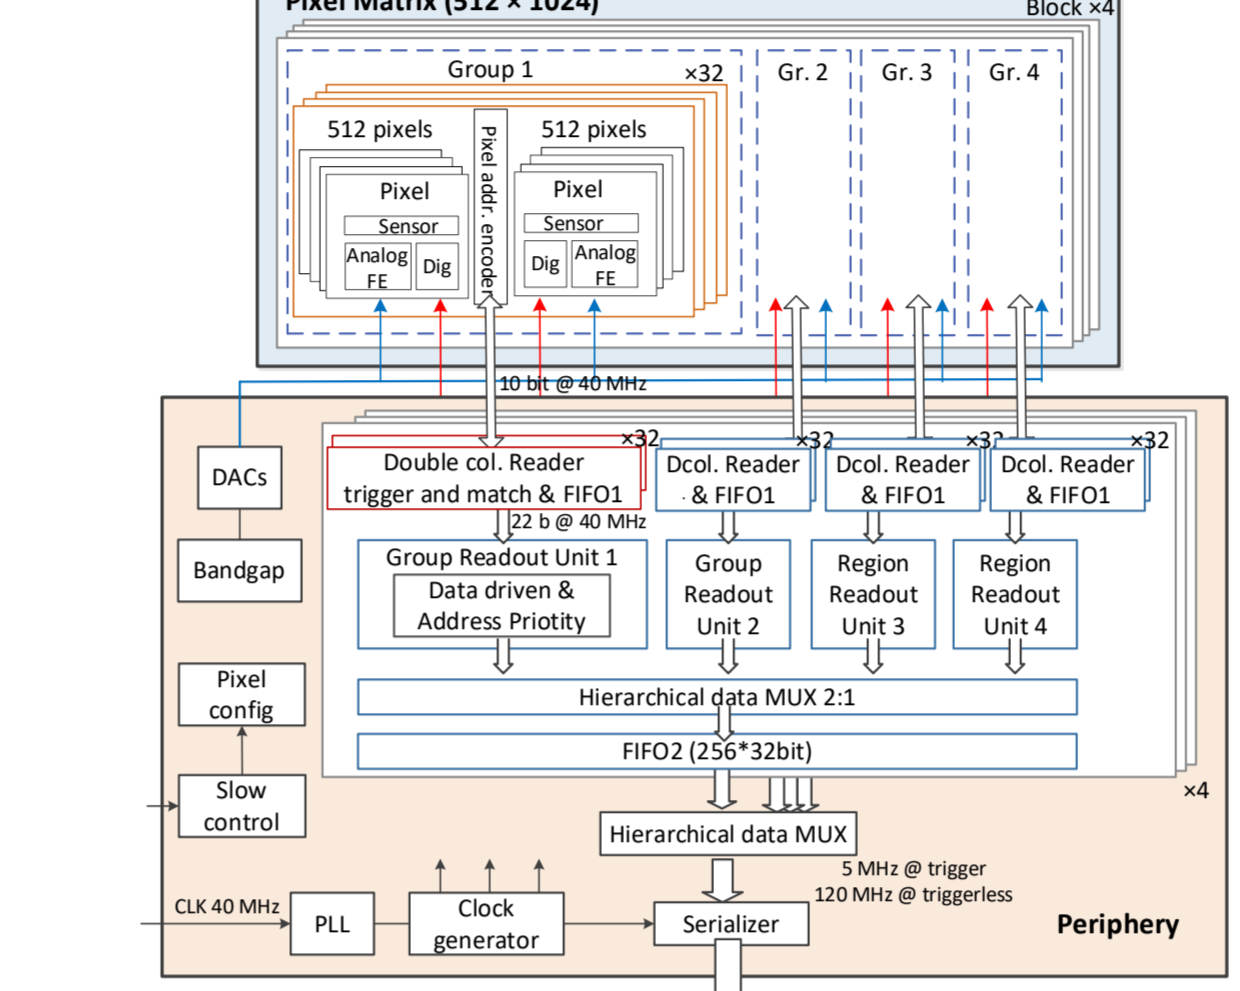 Pixel Matrix (512 × 1024)
Block ×4
Group 1
×32
Gr. 2
Gr. 3
Gr. 4
512 pixels
512 pixels
Pixel addr. encoder
Pixel
Sensor
Analog
FE
Dig
Pixel
Sensor
Dig
Analog
FE
10 bit @ 40 MHz
×32
×32
×32
×32
Double col. Reader
trigger and match & FIFO1
Dcol. Reader
& FIFO1
Dcol. Reader
& FIFO1
Dcol. Reader
& FIFO1
DACs
22 b @ 40 MHz
Bandgap
Group Readout Unit 1
Data driven &
Address Priotity
Group
Readout
Unit 2
Region
Readout
Unit 3
Region
Readout
Unit 4
Pixel
config
Hierarchical data MUX 2:1
FIFO2 (256*32bit)
Slow
control
×4
Hierarchical data MUX
5 MHz @ trigger
120 MHz @ triggerless
CLK 40 MHz
PLL
Clock
generator
Serializer
Periphery